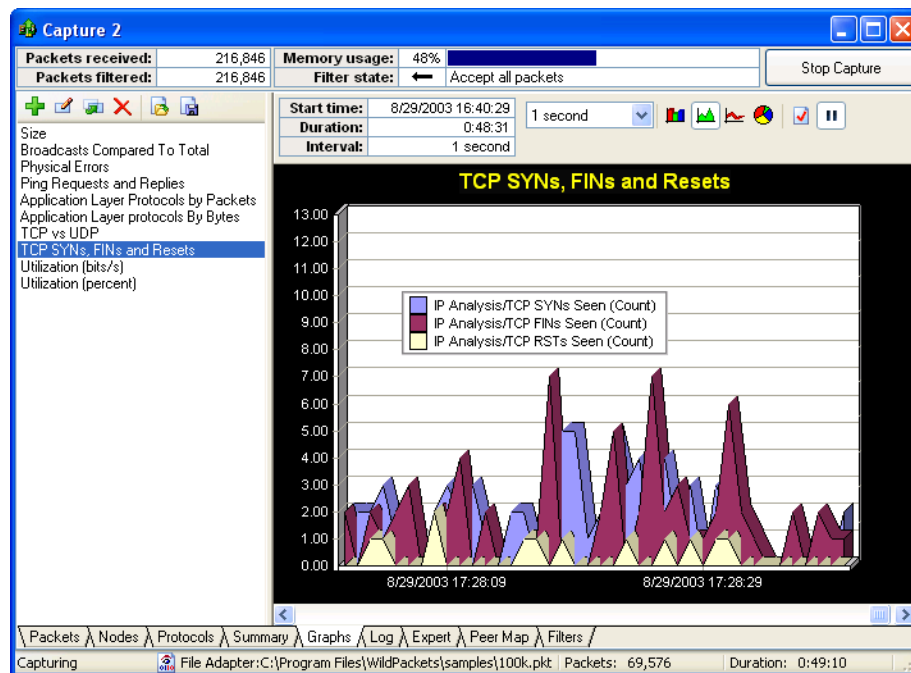 Capture 2
Packets received: 216,846
Packets filtered: 216,846
Memory usage: 48%
Filter state: Accept all packets
Stop Capture
Start time: 8/29/2003 16:40:29
Duration: 0:48:31
Interval: 1 second
1 second
Size
Broadcasts Compared To Total
Physical Errors
Ping Requests and Replies
Application Layer Protocols by Packets
Application Layer protocols By Bytes
TCP vs UDP
TCP SYNs, FINs and Resets
Utilization (bits/s)
Utilization (percent)
TCP SYNs, FINs and Resets
13.00
12.00
11.00
10.00
9.00
8.00
7.00
6.00
5.00
4.00
3.00
2.00
1.00
0.00
IP Analysis/TCP SYNs Seen (Count)
IP Analysis/TCP FINs Seen (Count)
IP Analysis/TCP RSTs Seen (Count)
8/29/2003 17:28:09
8/29/2003 17:28:29
Packets Nodes Protocols Summary Graphs Log Expert Peer Map Filters
Capturing File Adapter:C:\Program Files\WildPackets\samples\100k.pkt Packets: 69,576 Duration: 0:49:10